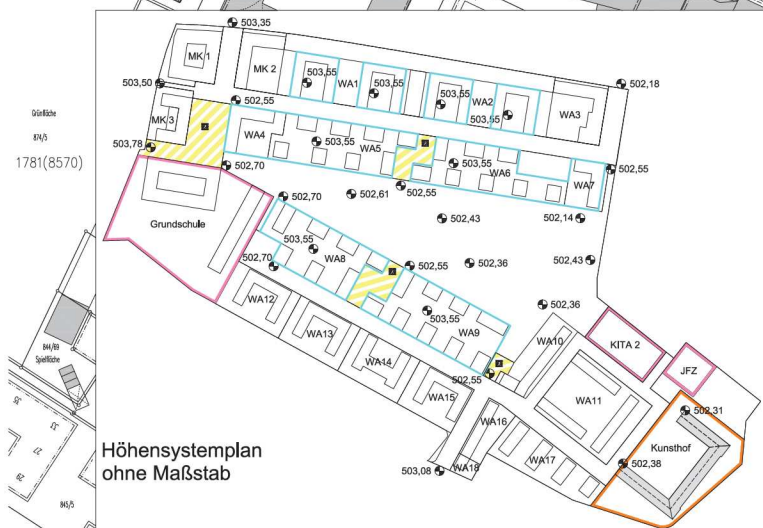 503,35
MK 1
MK 2
503,50
503,55
WA1
503,55
503,55
WA2
503,55
502,18
WA3
502,55
MK 3
503,78
WA4
503,55
WA5
503,55
WA6
502,55
WA7
502,70
502,70
502,61
502,55
502,43
502,14
Grünfläche
874/5
1781(8570)
Grundschule
503,55
WA8
502,70
502,55
502,36
502,43
WA12
WA13
503,55
WA9
502,36
WA10
KITA 2
JFZ
844/69
Spielfläche
WA14
WA15
502,55
WA11
502,31
Kunsthof
WA16
WA17
502,38
Höhensystemplan
ohne Maßstab
503,08
WA18
35
33
27
29
845/5